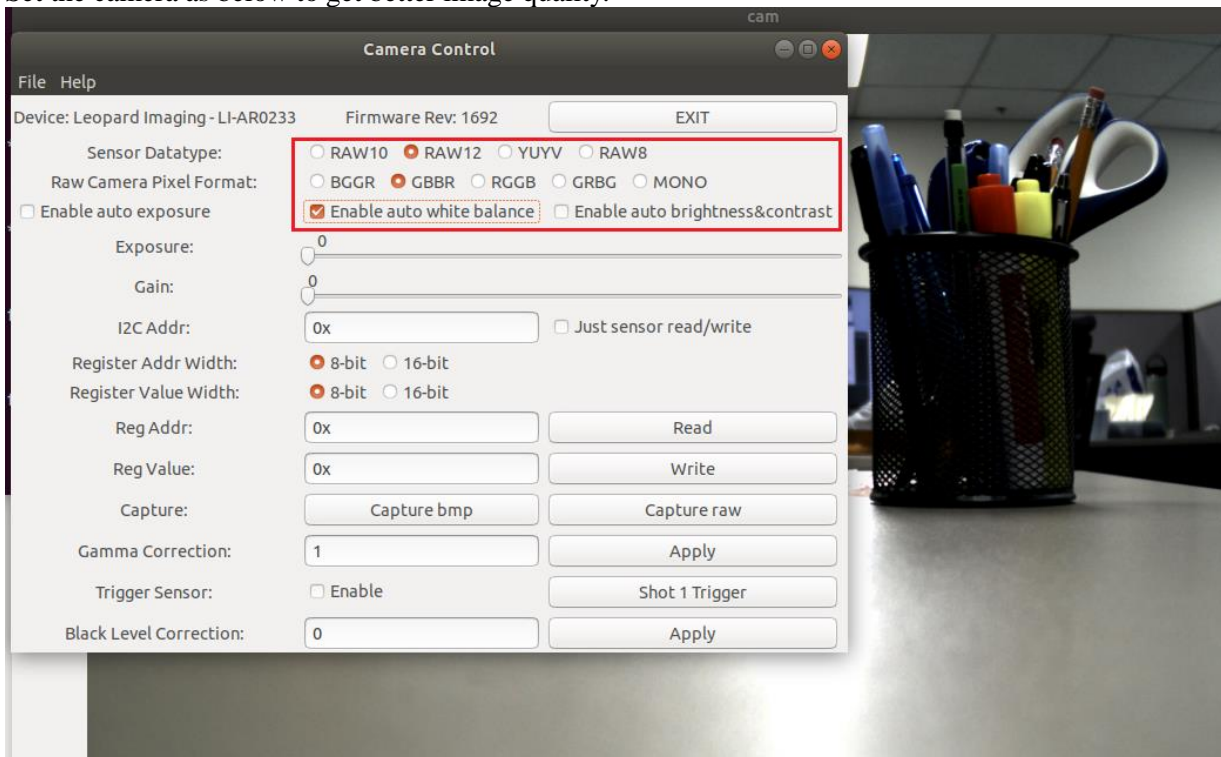 Set the camera as below to get better image quality.
cam
Camera Control
File Help
Device: Leopard Imaging - LI-AR0233 Firmware Rev: 1692 EXIT
Sensor Datatype: RAW10 RAW12 YUYV RAW8
Raw Camera Pixel Format: BGGR GBBR RGGB GRBG MONO
Enable auto exposure Enable auto white balance Enable auto brightness&contrast
Exposure: 0
Gain: 0
I2C Addr: 0x Just sensor read/write
Register Addr Width: 8-bit 16-bit
Register Value Width: 8-bit 16-bit
Reg Addr: 0x Read
Reg Value: 0x Write
Capture: Capture bmp Capture raw
Gamma Correction: 1 Apply
Trigger Sensor: Enable Shot 1 Trigger
Black Level Correction: 0 Apply